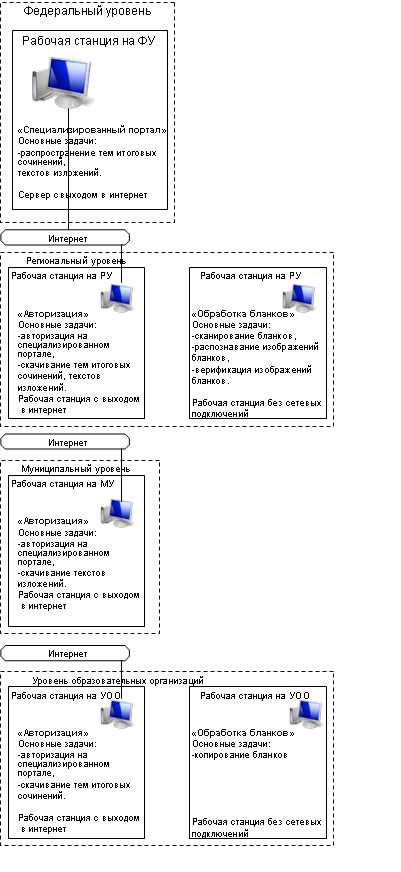 Федеральный уровень
Рабочая станция на ФУ
«Специализированный портал»
Основные задачи:
-распространение тем итоговых
сочинений,
текстов изложений.
Сервер с выходом в интернет
Интернет
Региональный уровень
Рабочая станция на РУ
«Авторизация»
Основные задачи:
-авторизация на
специализированном
портале,
-скачивание тем итоговых
сочинений, текстов
изложений.
Рабочая станция с выходом
в интернет
Рабочая станция на РУ
«Обработка бланков»
Основные задачи:
-сканирование бланков,
-распознавание изображений
бланков,
-верификация изображений
бланков.
Рабочая станция без сетевых
подключений
Интернет
Муниципальный уровень
Рабочая станция на МУ
«Авторизация»
Основные задачи:
-авторизация на
специализированном
портале,
-скачивание текстов
изложений.
Рабочая станция с выходом
в интернет
Интернет
Уровень образовательных организаций
Рабочая станция на УОО
«Авторизация»
Основные задачи:
-авторизация на
специализированном
портале,
-скачивание тем итоговых
сочинений.
Рабочая станция с выходом
в интернет
Рабочая станция на УОО
«Обработка бланков»
Основные задачи:
-копирование бланков
Рабочая станция без сетевых
подключений